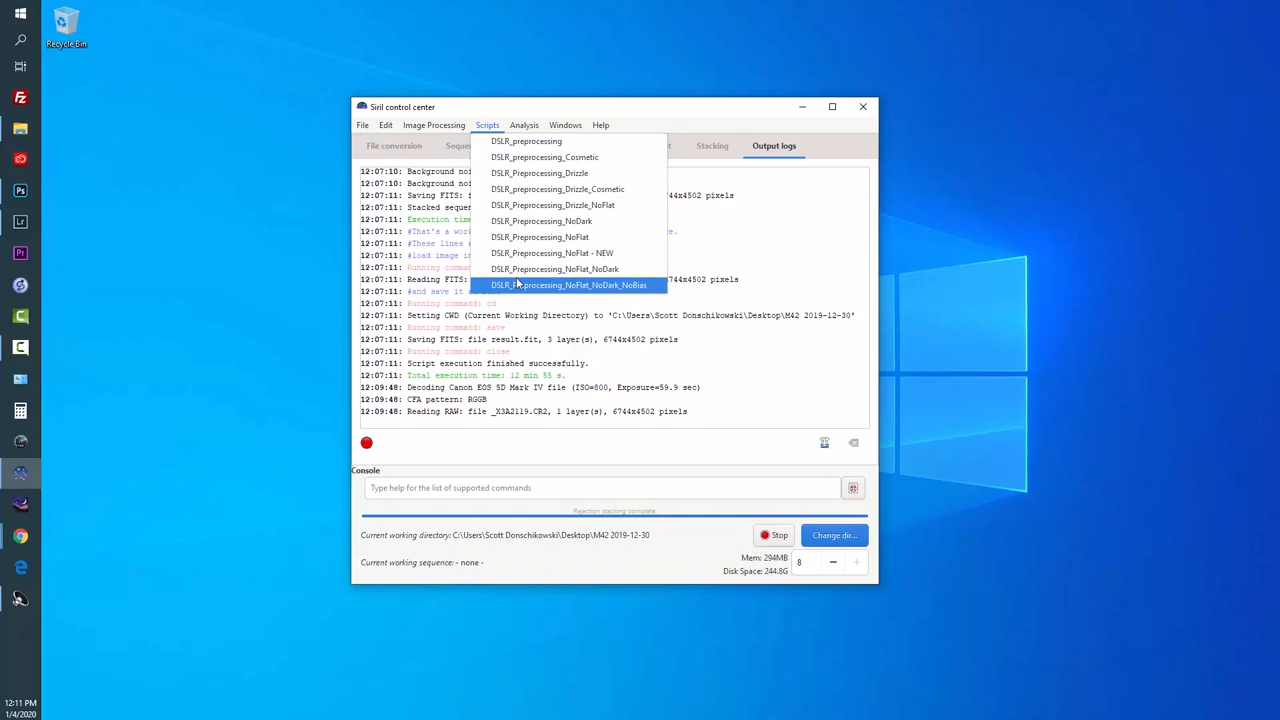 Recycle Bin
Siril control center
File Edit Image Processing Scripts Analysis Windows Help
File conversion Stacking Output logs
DSLR_preprocessing
DSLR_preprocessing_Cosmetic
DSLR_Preprocessing_Drizzle
DSLR_preprocessing_Drizzle_Cosmetic
DSLR_Preprocessing_Drizzle_NoFlat
DSLR_Preprocessing_NoDark
DSLR_Preprocessing_NoFlat
DSLR_Preprocessing_NoFlat - NEW
DSLR_Preprocessing_NoFlat_NoDark
DSLR_Preprocessing_NoFlat_NoDark_NoBias
12:07:10: Background
12:07:10: Background
12:07:11: Saving FITS: 6744x4502 pixels
12:07:11: Stacked
12:07:11: Execution
12:07:11: #That's a
12:07:11: #These lines
12:07:11: #load image
12:07:11: Running
12:07:11: Reading FITS: 6744x4502 pixels
12:07:11: #and save it
12:07:11: Running command: cd
12:07:11: Setting CWD (Current Working Directory) to 'C:\Users\Scott Donschikowski\Desktop\M42 2019-12-30'
12:07:11: Running command: save
12:07:11: Saving FITS: file result.fit, 3 layer(s), 6744x4502 pixels
12:07:11: Running command: close
12:07:11: Script execution finished successfully.
12:07:11: Total execution time: 12 min 55 s.
12:09:48: Decoding Canon EOS 5D Mark IV file (ISO=800, Exposure=59.9 sec)
12:09:48: CFA pattern: RGGB
12:09:48: Reading RAW: file _X3A2119.CR2, 1 layer(s), 6744x4502 pixels
Console
Type help for the list of supported commands
Rejection stacking complete.
Current working directory: C:\Users\Scott Donschikowski\Desktop\M42 2019-12-30
Stop
Change dir...
Current working sequence: - none -
Mem: 294MB
Disk Space: 244.8G
8
12:11 PM
1/4/2020